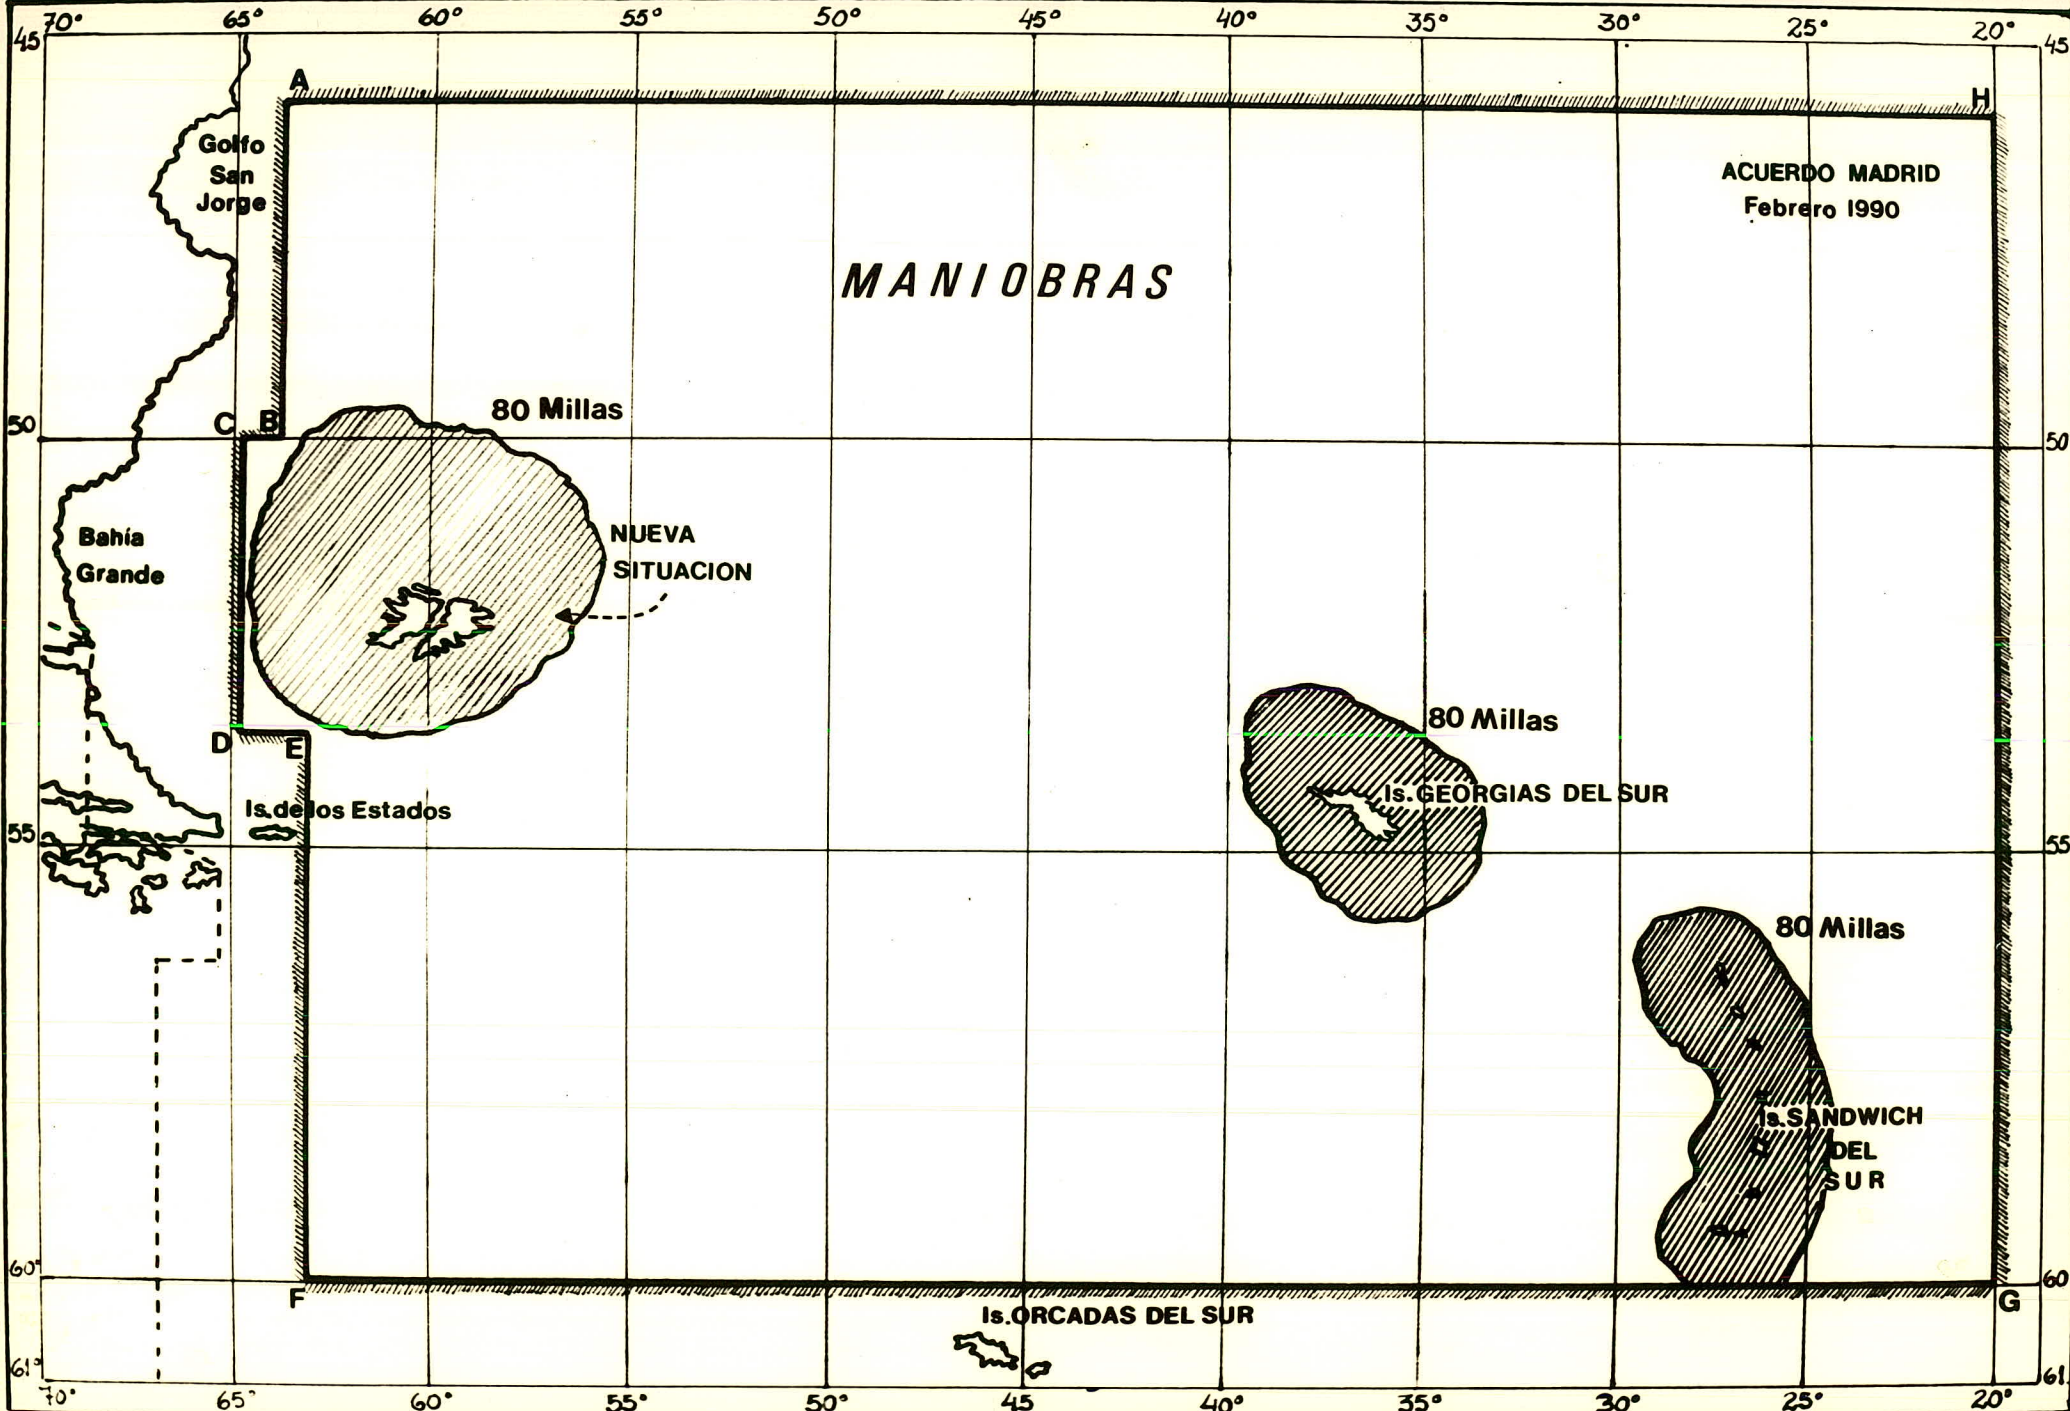 70° 65° 60° 55° 50° 45° 40° 35° 30° 25° 20°
45 45
A
H
Golfo
San
Jorge
ACUERDO MADRID
Febrero 1990
MANIOBRAS
80 Millas
C B
50 50
NUEVA
SITUACION
Bahía
Grande
80 Millas
D E
Is.GEORGIAS DEL SUR
Is.de los Estados
55 55
80 Millas
Is.SANDWICH
DEL
SUR
60° 60
F G
Is.ORCADAS DEL SUR
61° 61
70° 65° 60° 55° 50° 45 40° 35° 30° 25° 20°